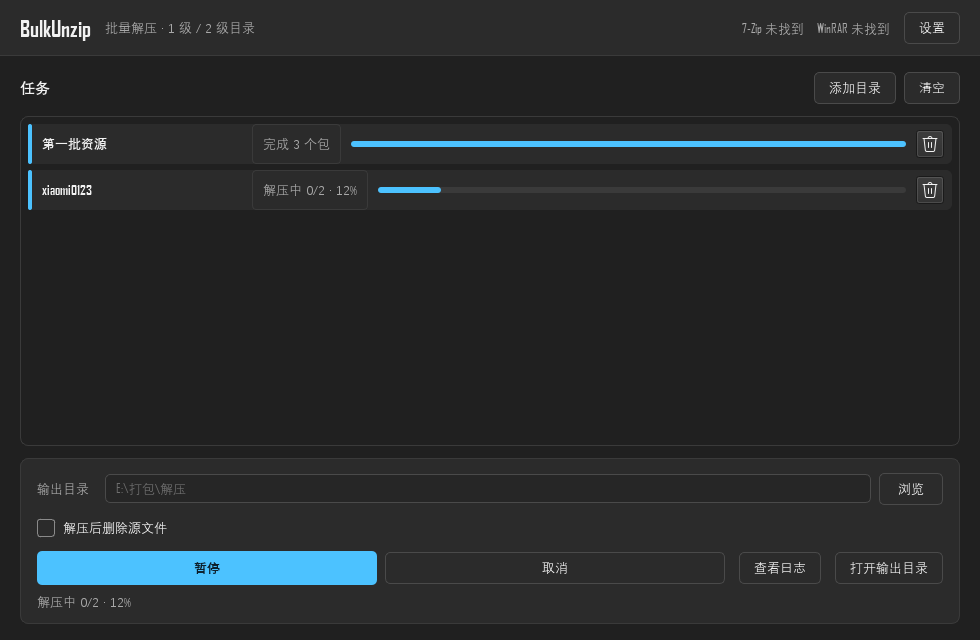 BulkUnzip 批量解压 · 1 级 / 2 级目录 7-Zip 未找到 WinRAR 未找到 设置
任务 添加目录 清空
第一批资源 完成 3 个包
xiaomi0123 解压中 0/2 · 12%
输出目录 E:\打包\解压 浏览
解压后删除源文件
暂停 取消 查看日志 打开输出目录
解压中 0/2 · 12%